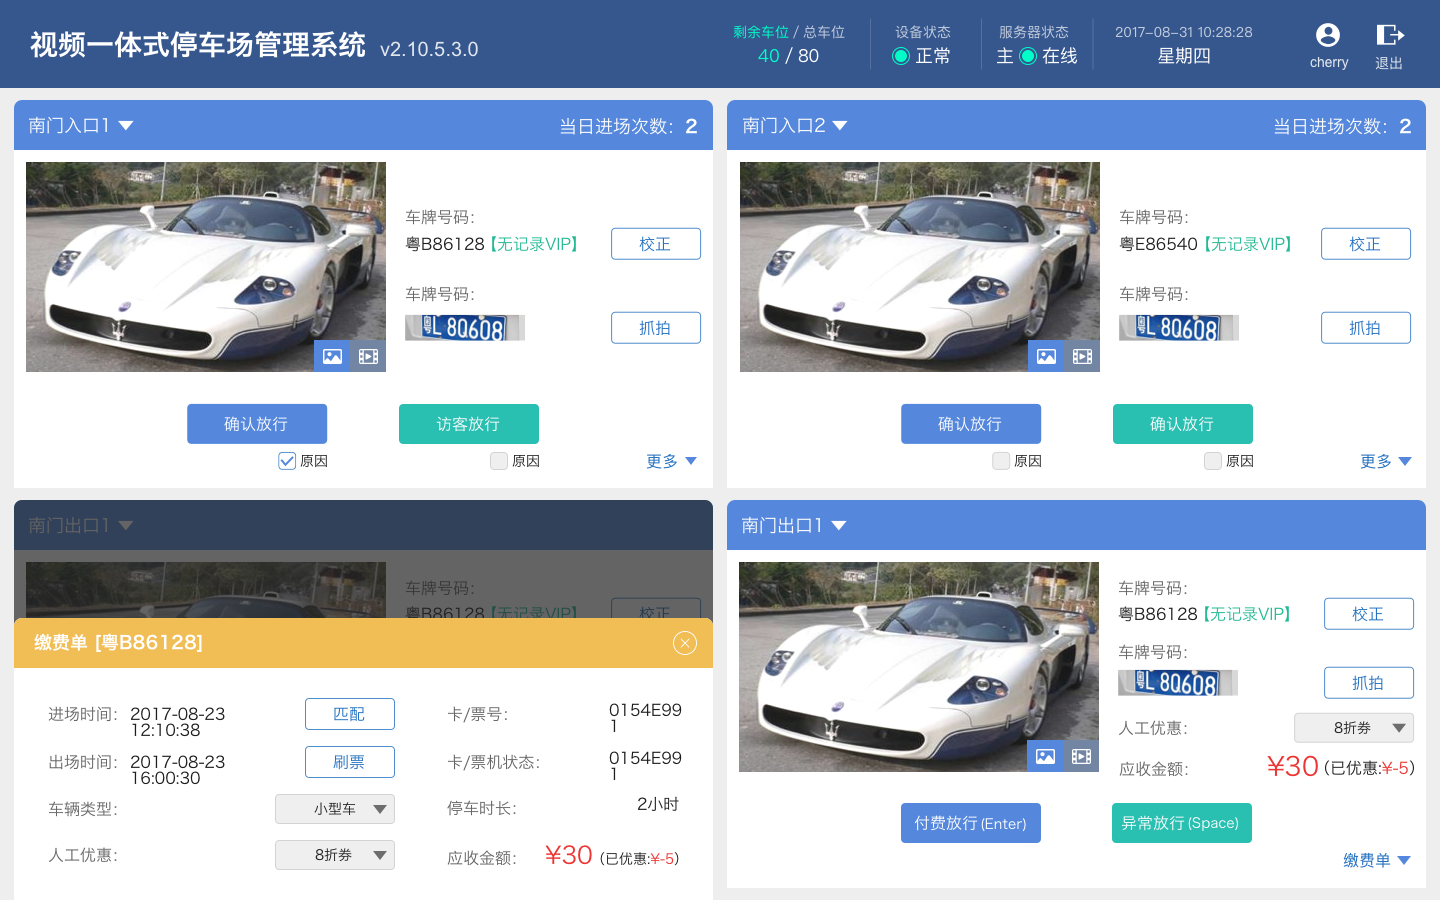 视频一体式停车场管理系统 v2.10.5.3.0
剩余车位 / 总车位
40 / 80
设备状态
正常
服务器状态
主 在线
2017-08-31 10:28:28
星期四
cherry
退出
南门入口1
当日进场次数：2
车牌号码：
粤B86128【无记录VIP】
校正
车牌号码：
粤L 8Q608
抓拍
确认放行
访客放行
原因
原因
更多
南门入口2
当日进场次数：2
车牌号码：
粤E86540【无记录VIP】
校正
车牌号码：
粤L 8Q608
抓拍
确认放行
确认放行
原因
原因
更多
南门出口1
车牌号码：
粤B86128【无记录VIP】
校正
缴费单 [粤B86128]
进场时间：
2017-08-23
12:10:38
匹配
出场时间：
2017-08-23
16:00:30
刷票
车辆类型：
小型车
人工优惠：
8折券
卡/票号：
0154E99
1
卡/票机状态：
0154E99
1
停车时长：
2小时
应收金额：
¥30（已优惠:¥-5）
南门出口1
车牌号码：
粤B86128【无记录VIP】
校正
车牌号码：
粤L 8Q608
抓拍
人工优惠：
8折券
应收金额：
¥30（已优惠:¥-5）
付费放行(Enter)
异常放行(Space)
缴费单